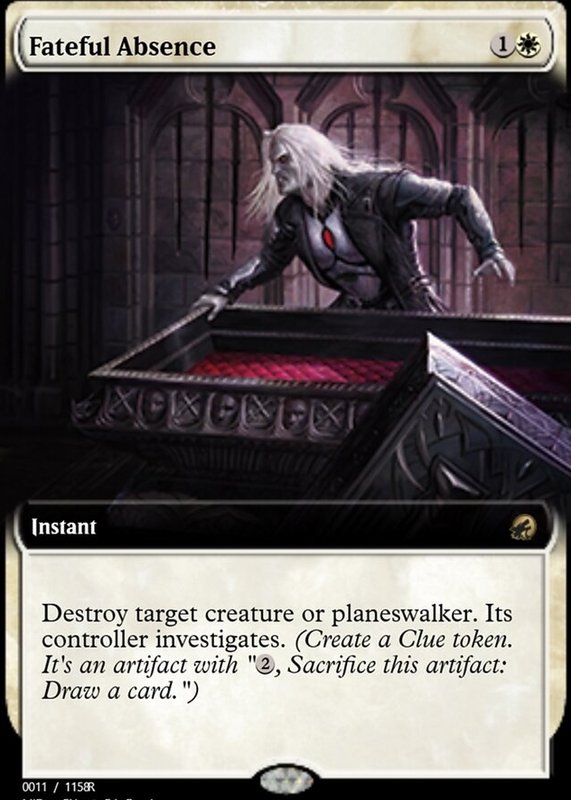 Fateful Absence 1
Instant
Destroy target creature or planeswalker. Its
controller investigates. (Create a Clue token.
It's an artifact with "2, Sacrifice this artifact:
Draw a card.")
0011 / 1158R